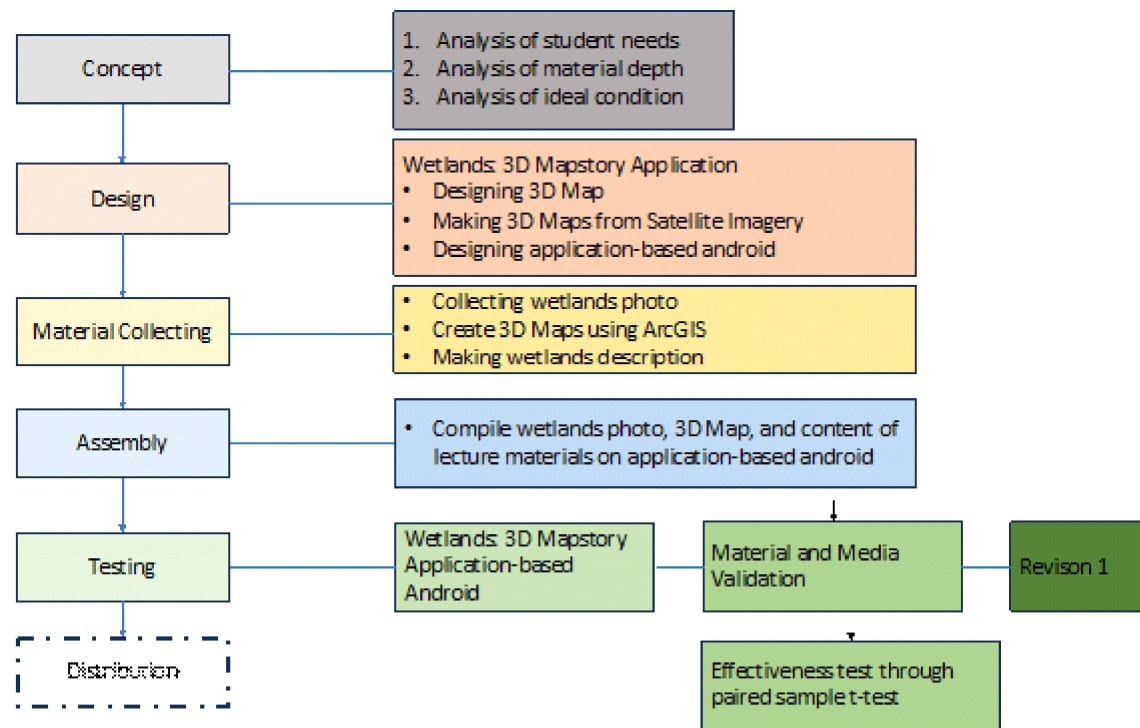 Concept
1. Analysis of student needs
2. Analysis of material depth
3. Analysis of ideal condition
Design
Wetlands: 3D Mapstory Application
• Designing 3D Map
• Making 3D Maps from Satellite Imagery
• Designing application-based android
Material Collecting
• Collecting wetlands photo
• Create 3D Maps using ArcGIS
• Making wetlands description
Assembly
• Compile wetlands photo, 3D Map, and content of
lecture materials on application-based android
Testing
Wetlands: 3D Mapstory
Application-based
Android
Material and Media
Validation
Revison 1
Distribution
Effectiveness test through
paired sample t-test